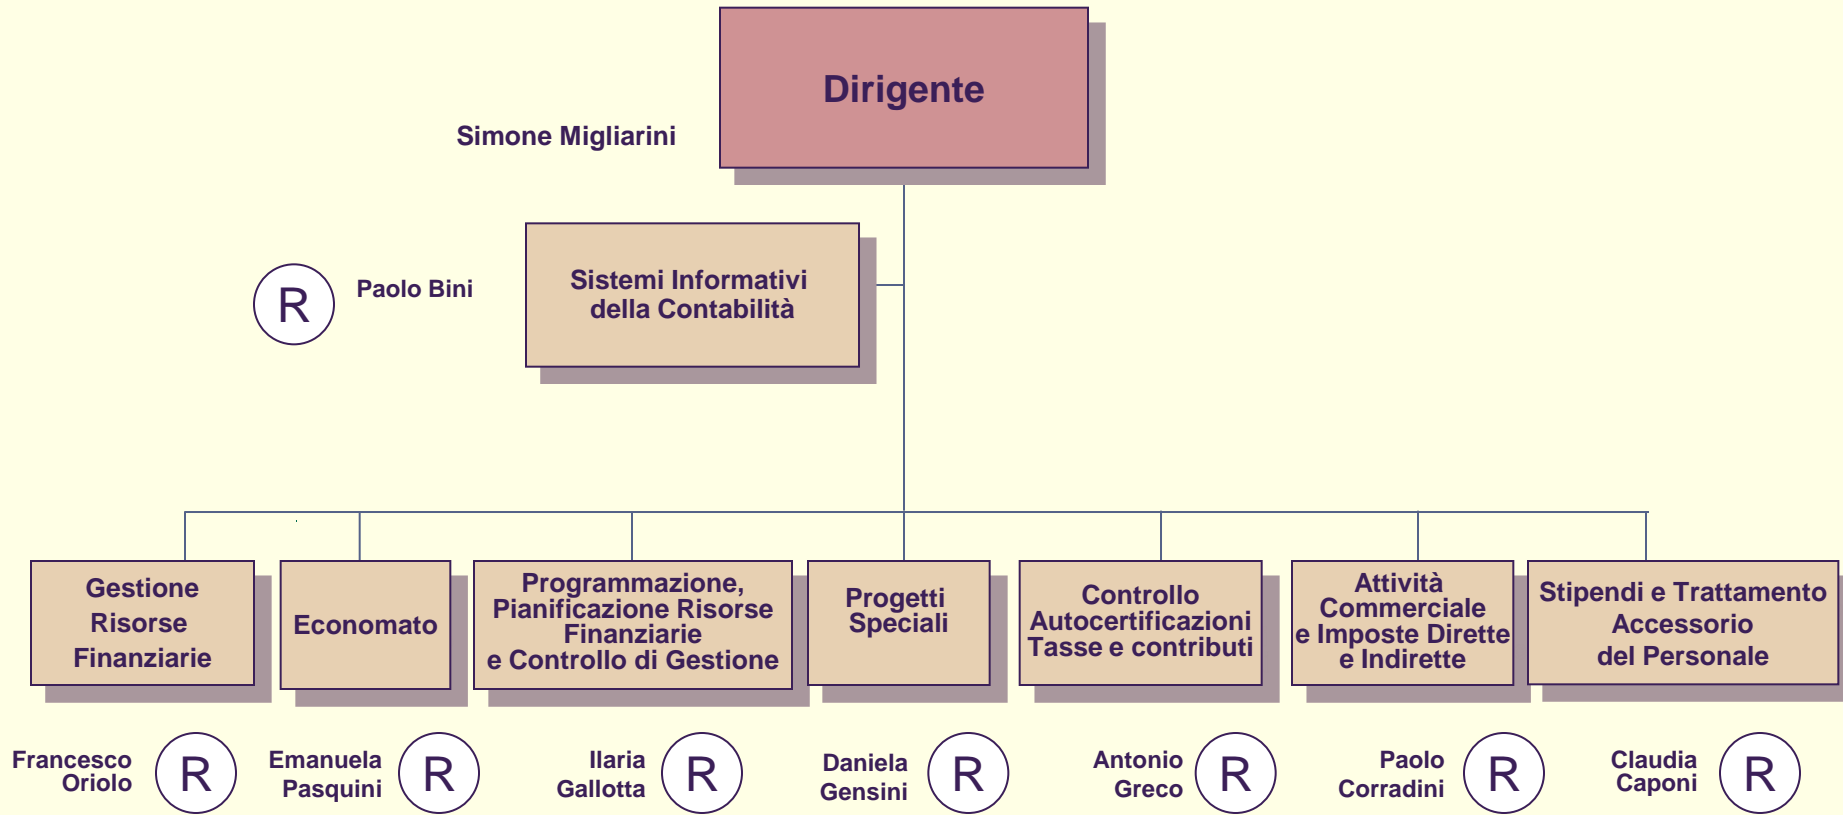 Dirigente
Simone Migliarini
Sistemi Informativi
della Contabilità
R
Paolo Bini
Gestione
Risorse
Finanziarie
Economato
Programmazione,
Pianificazione Risorse
Finanziarie
e Controllo di Gestione
Progetti
Speciali
Controllo
Autocertificazioni
Tasse e contributi
Attività
Commerciale
e Imposte Dirette
e Indirette
Stipendi e Trattamento
Accessorio
del Personale
Francesco
Oriolo
R
Emanuela
Pasquini
R
Ilaria
Gallotta
R
Daniela
Gensini
R
Antonio
Greco
R
Paolo
Corradini
R
Claudia
Caponi
R